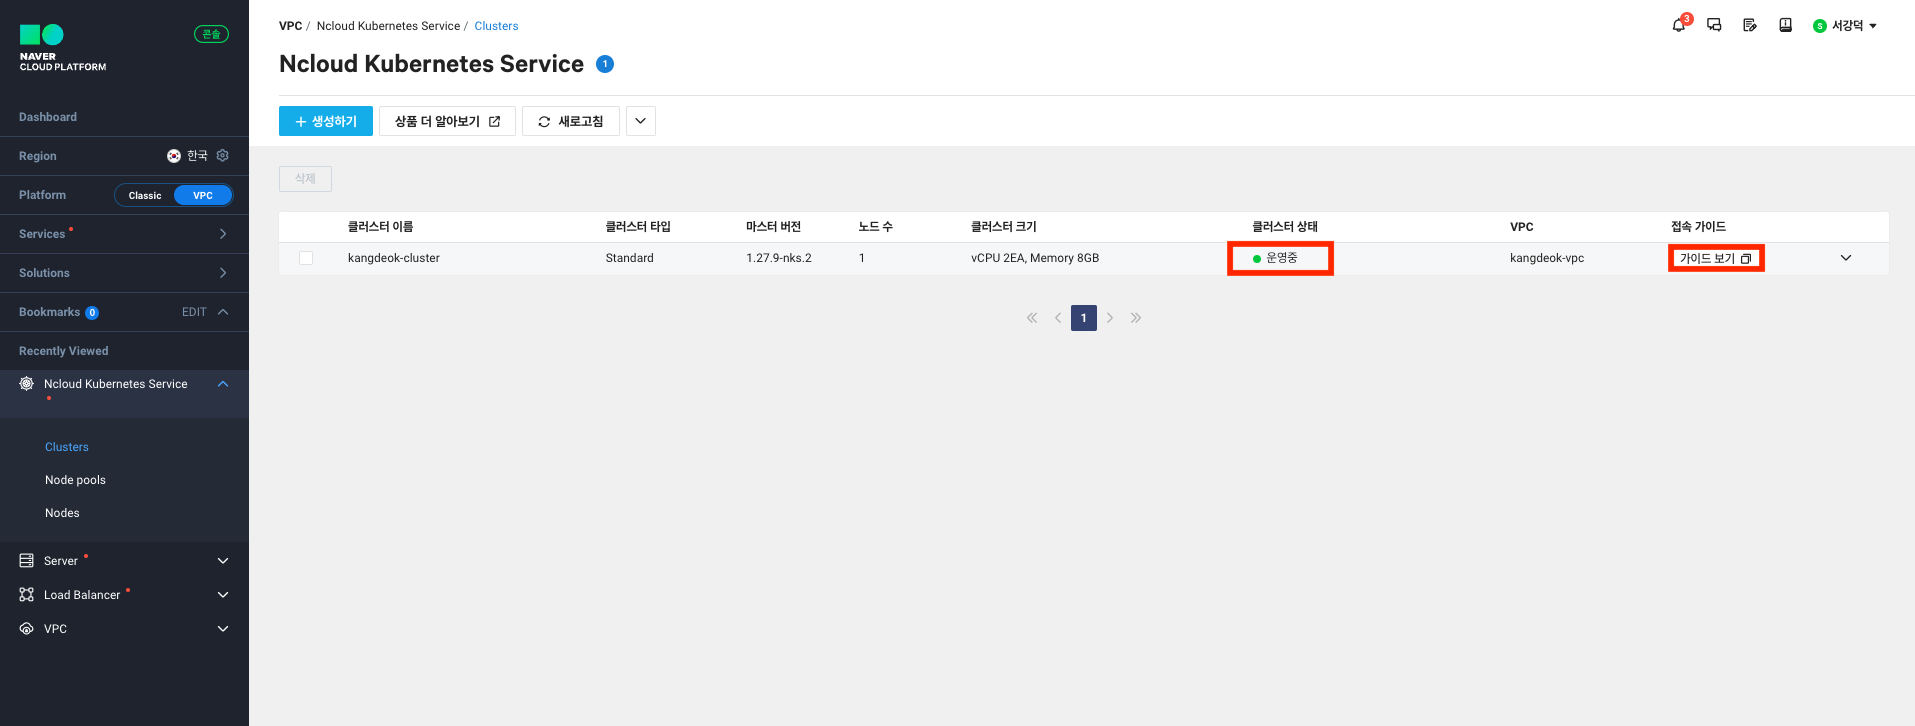 NAVER
CLOUD PLATFORM
콘솔
Dashboard
Region 한국
Platform Classic VPC
Services
Solutions
Bookmarks 0 EDIT
Recently Viewed
Ncloud Kubernetes Service
Clusters
Node pools
Nodes
Server
Load Balancer
VPC
VPC / Ncloud Kubernetes Service / Clusters
3 S 서강덕
Ncloud Kubernetes Service 1
+ 생성하기 상품 더 알아보기 새로고침
삭제
클러스터 이름 클러스터 타입 마스터 버전 노드 수 클러스터 크기 클러스터 상태 VPC 접속 가이드
kangdeok-cluster Standard 1.27.9-nks.2 1 vCPU 2EA, Memory 8GB 운영중 kangdeok-vpc 가이드 보기
1